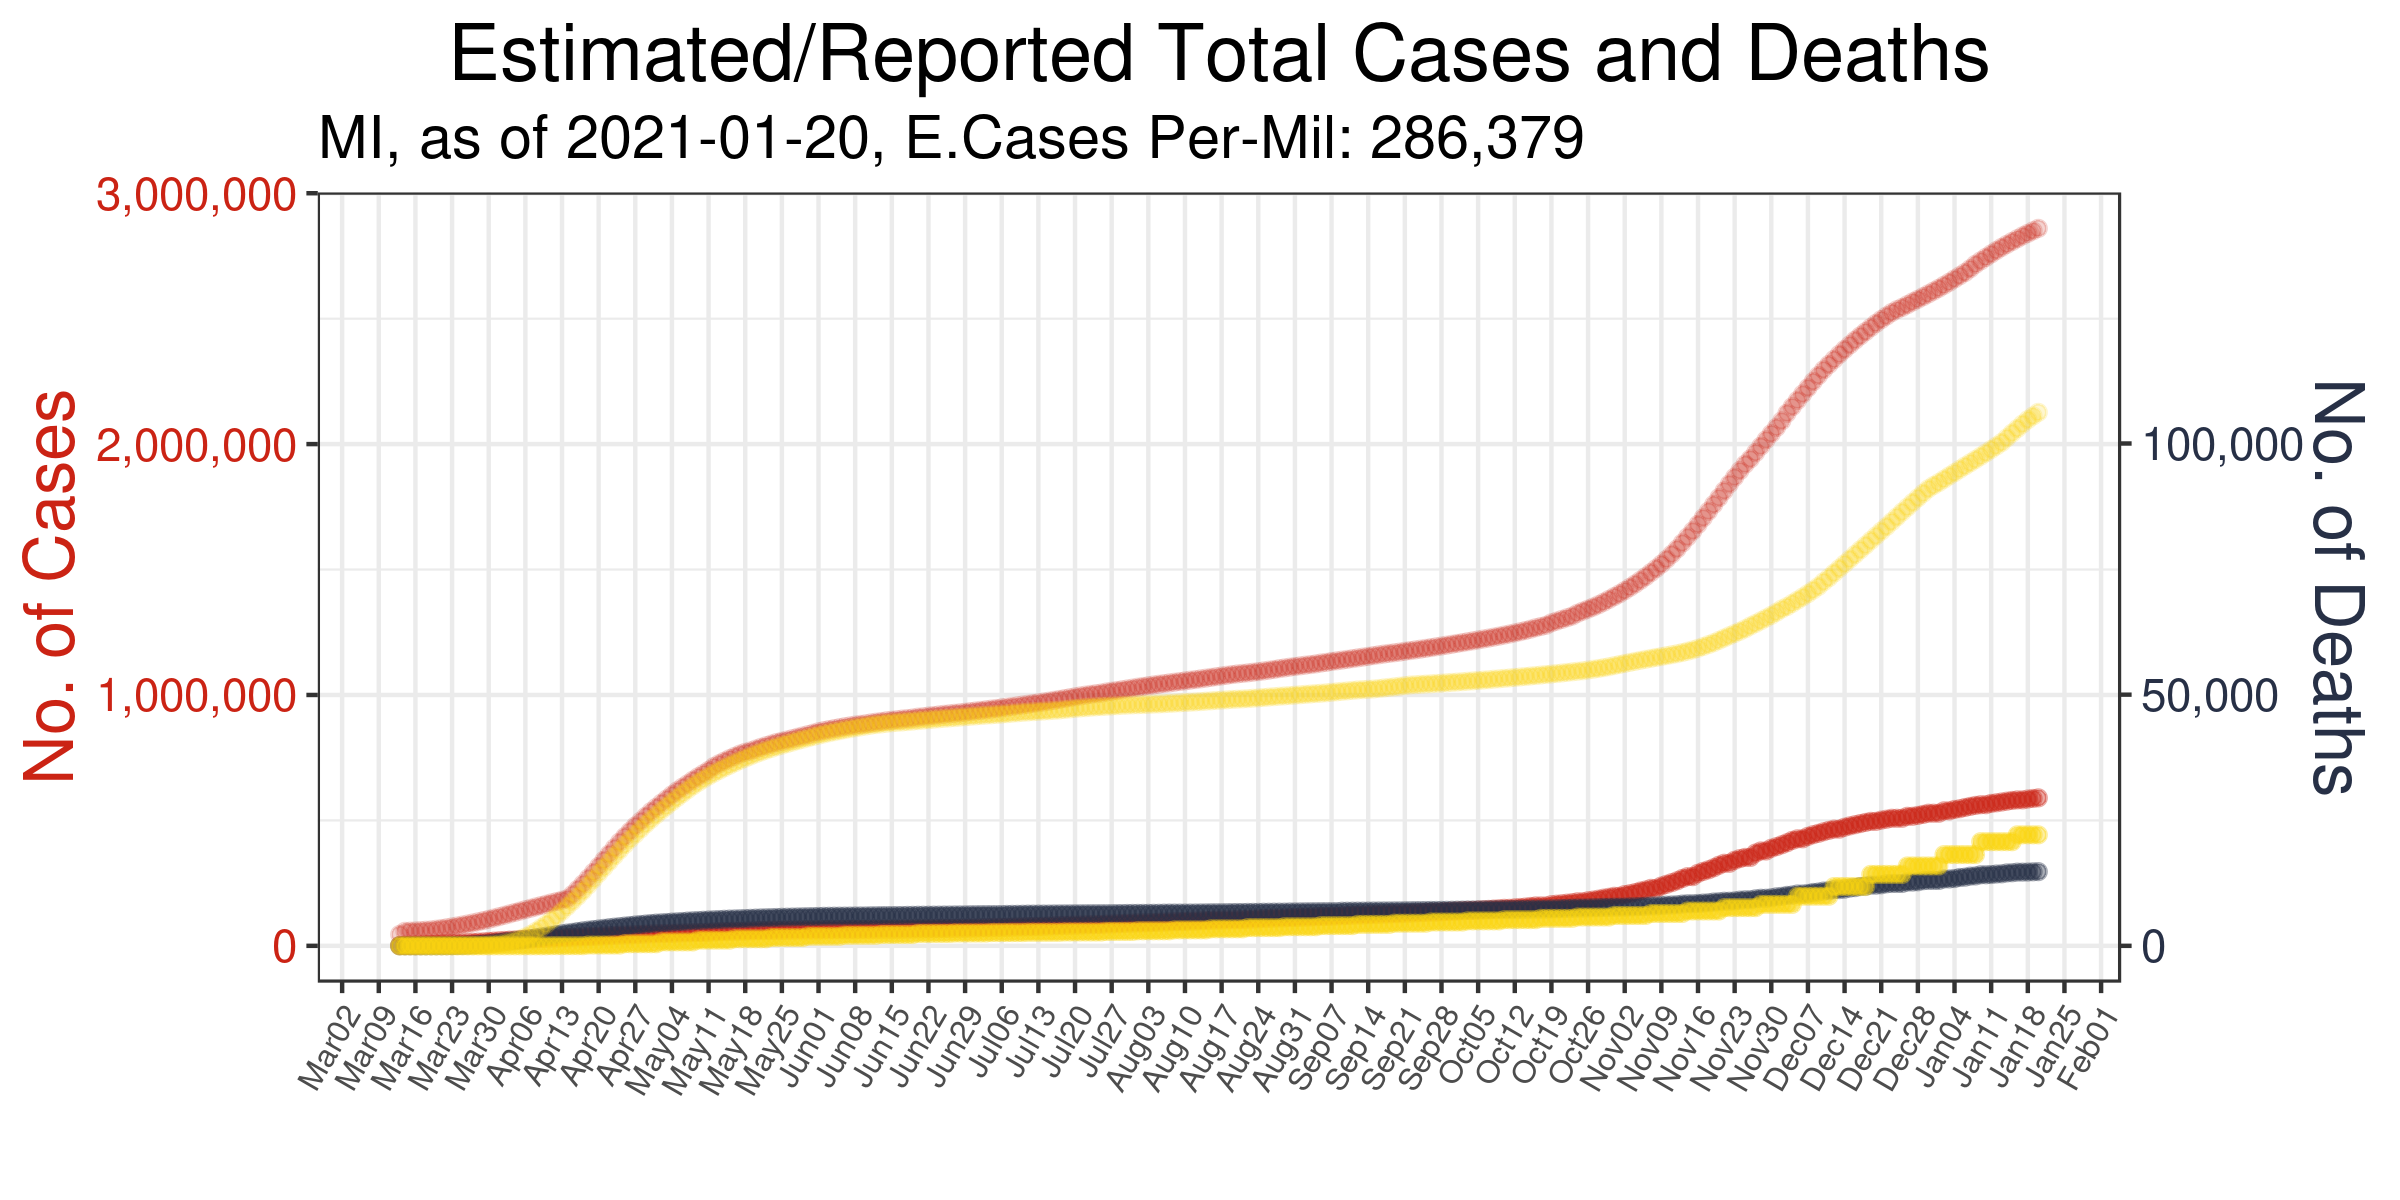 Estimated/Reported Total Cases and Deaths
MI, as of 2021-01-20, E.Cases Per-Mil: 286,379
No. of Cases
3,000,000
2,000,000
1,000,000
0
100,000
50,000
0
No. of Deaths
Mar02
Mar09
Mar16
Mar23
Mar30
Apr06
Apr13
Apr20
Apr27
May04
May11
May18
May25
Jun01
Jun08
Jun15
Jun22
Jun29
Jul06
Jul13
Jul20
Jul27
Aug03
Aug10
Aug17
Aug24
Aug31
Sep07
Sep14
Sep21
Sep28
Oct05
Oct12
Oct19
Oct26
Nov02
Nov09
Nov16
Nov23
Nov30
Dec07
Dec14
Dec21
Dec28
Jan04
Jan11
Jan18
Jan25
Feb01